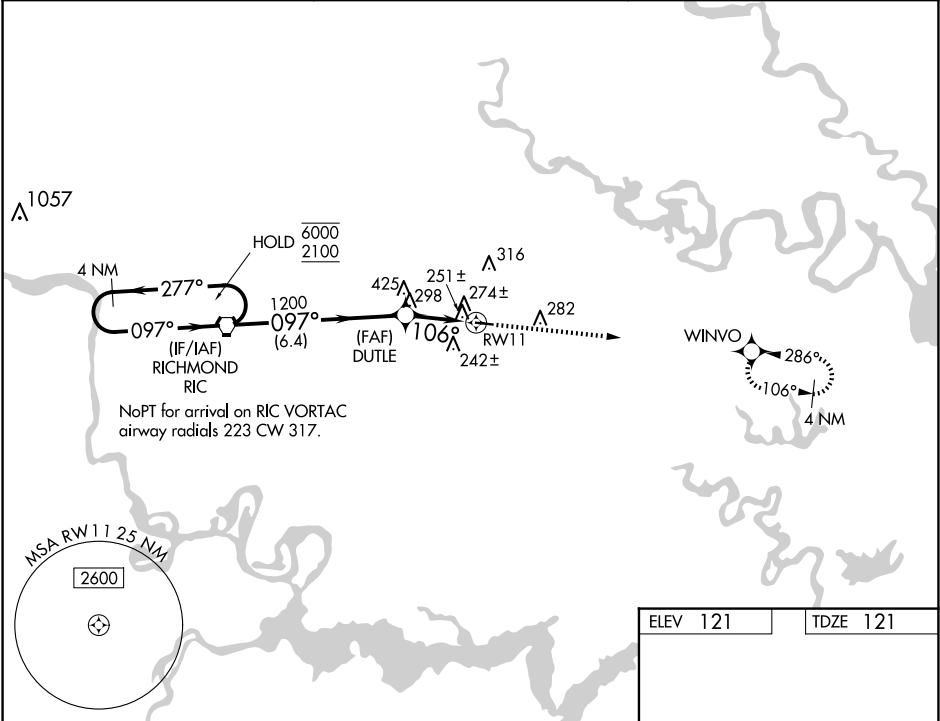 1057
HOLD 6000
2100
316
4 NM
277°
425
298
251±
274±
282
1200
097°
097°
(6.4)
106°
RW11
(IF/IAF)
RICHMOND
RIC
(FAF)
DUTLE
242±
WINVO
286°
106°
4 NM
NoPT for arrival on RIC VORTAC
airway radials 223 CW 317.
MSA RW11 25 NM
2600
ELEV 121
TDZE 121